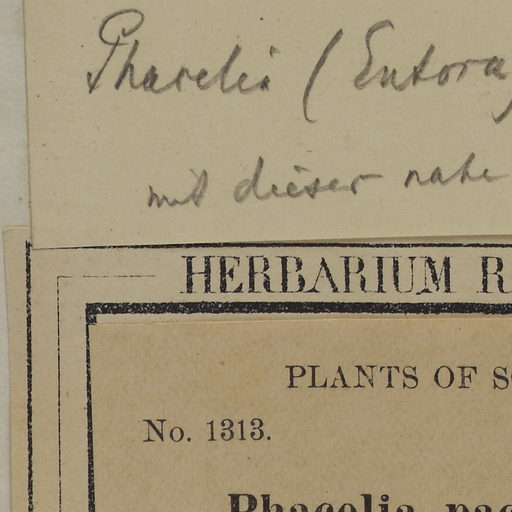 Phacelia (Eutoca)
mit dieser nahe
HERBARIUM R
PLANTS OF S
No. 1313.
Phacelia